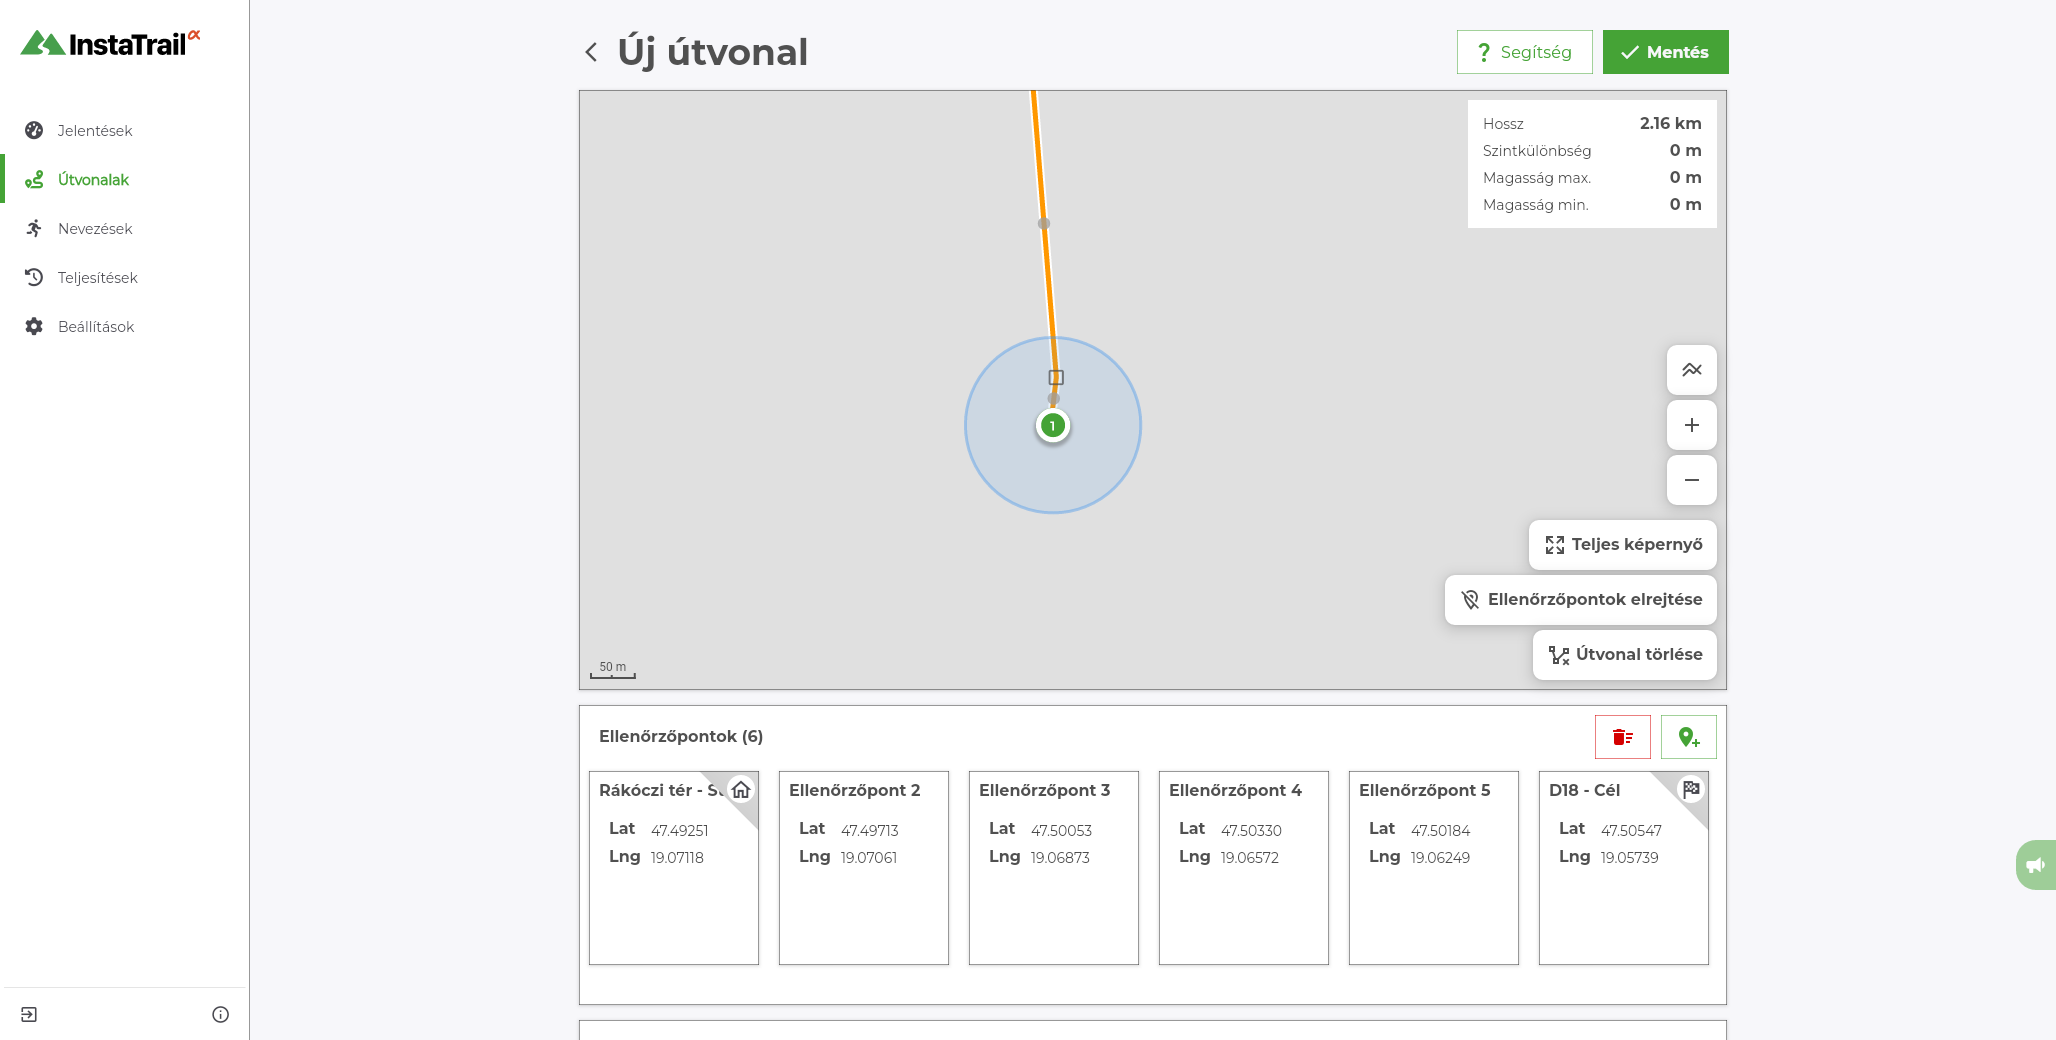 InstaTrail α
Jelentések
Útvonalak
Nevezések
Teljesítések
Beállítások
Új útvonal
? Segítség
Mentés
Hossz 2.16 km
Szintkülönbség 0 m
Magasság max. 0 m
Magasság min. 0 m
1
Teljes képernyő
Ellenőrzőpontok elrejtése
Útvonal törlése
50 m
Ellenőrzőpontok (6)
Rákóczi tér -
Lat 47.49251
Lng 19.07118
Ellenőrzőpont 2
Lat 47.49713
Lng 19.07061
Ellenőrzőpont 3
Lat 47.50053
Lng 19.06873
Ellenőrzőpont 4
Lat 47.50330
Lng 19.06572
Ellenőrzőpont 5
Lat 47.50184
Lng 19.06249
D18 - Cél
Lat 47.50547
Lng 19.05739